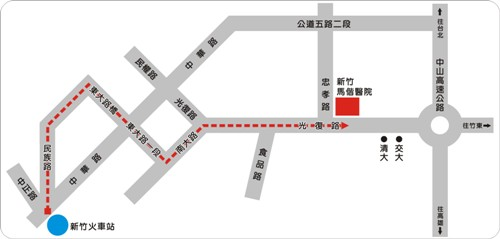 公道五路二段
往台北
中華路
民權路
忠孝路
新竹
馬偕醫院
中山高速公路
光復路
東大路橋
東大路一段
南大路
光復路
往竹東
清大
交大
食品路
民族路
中正路
中華路
往高雄
新竹火車站